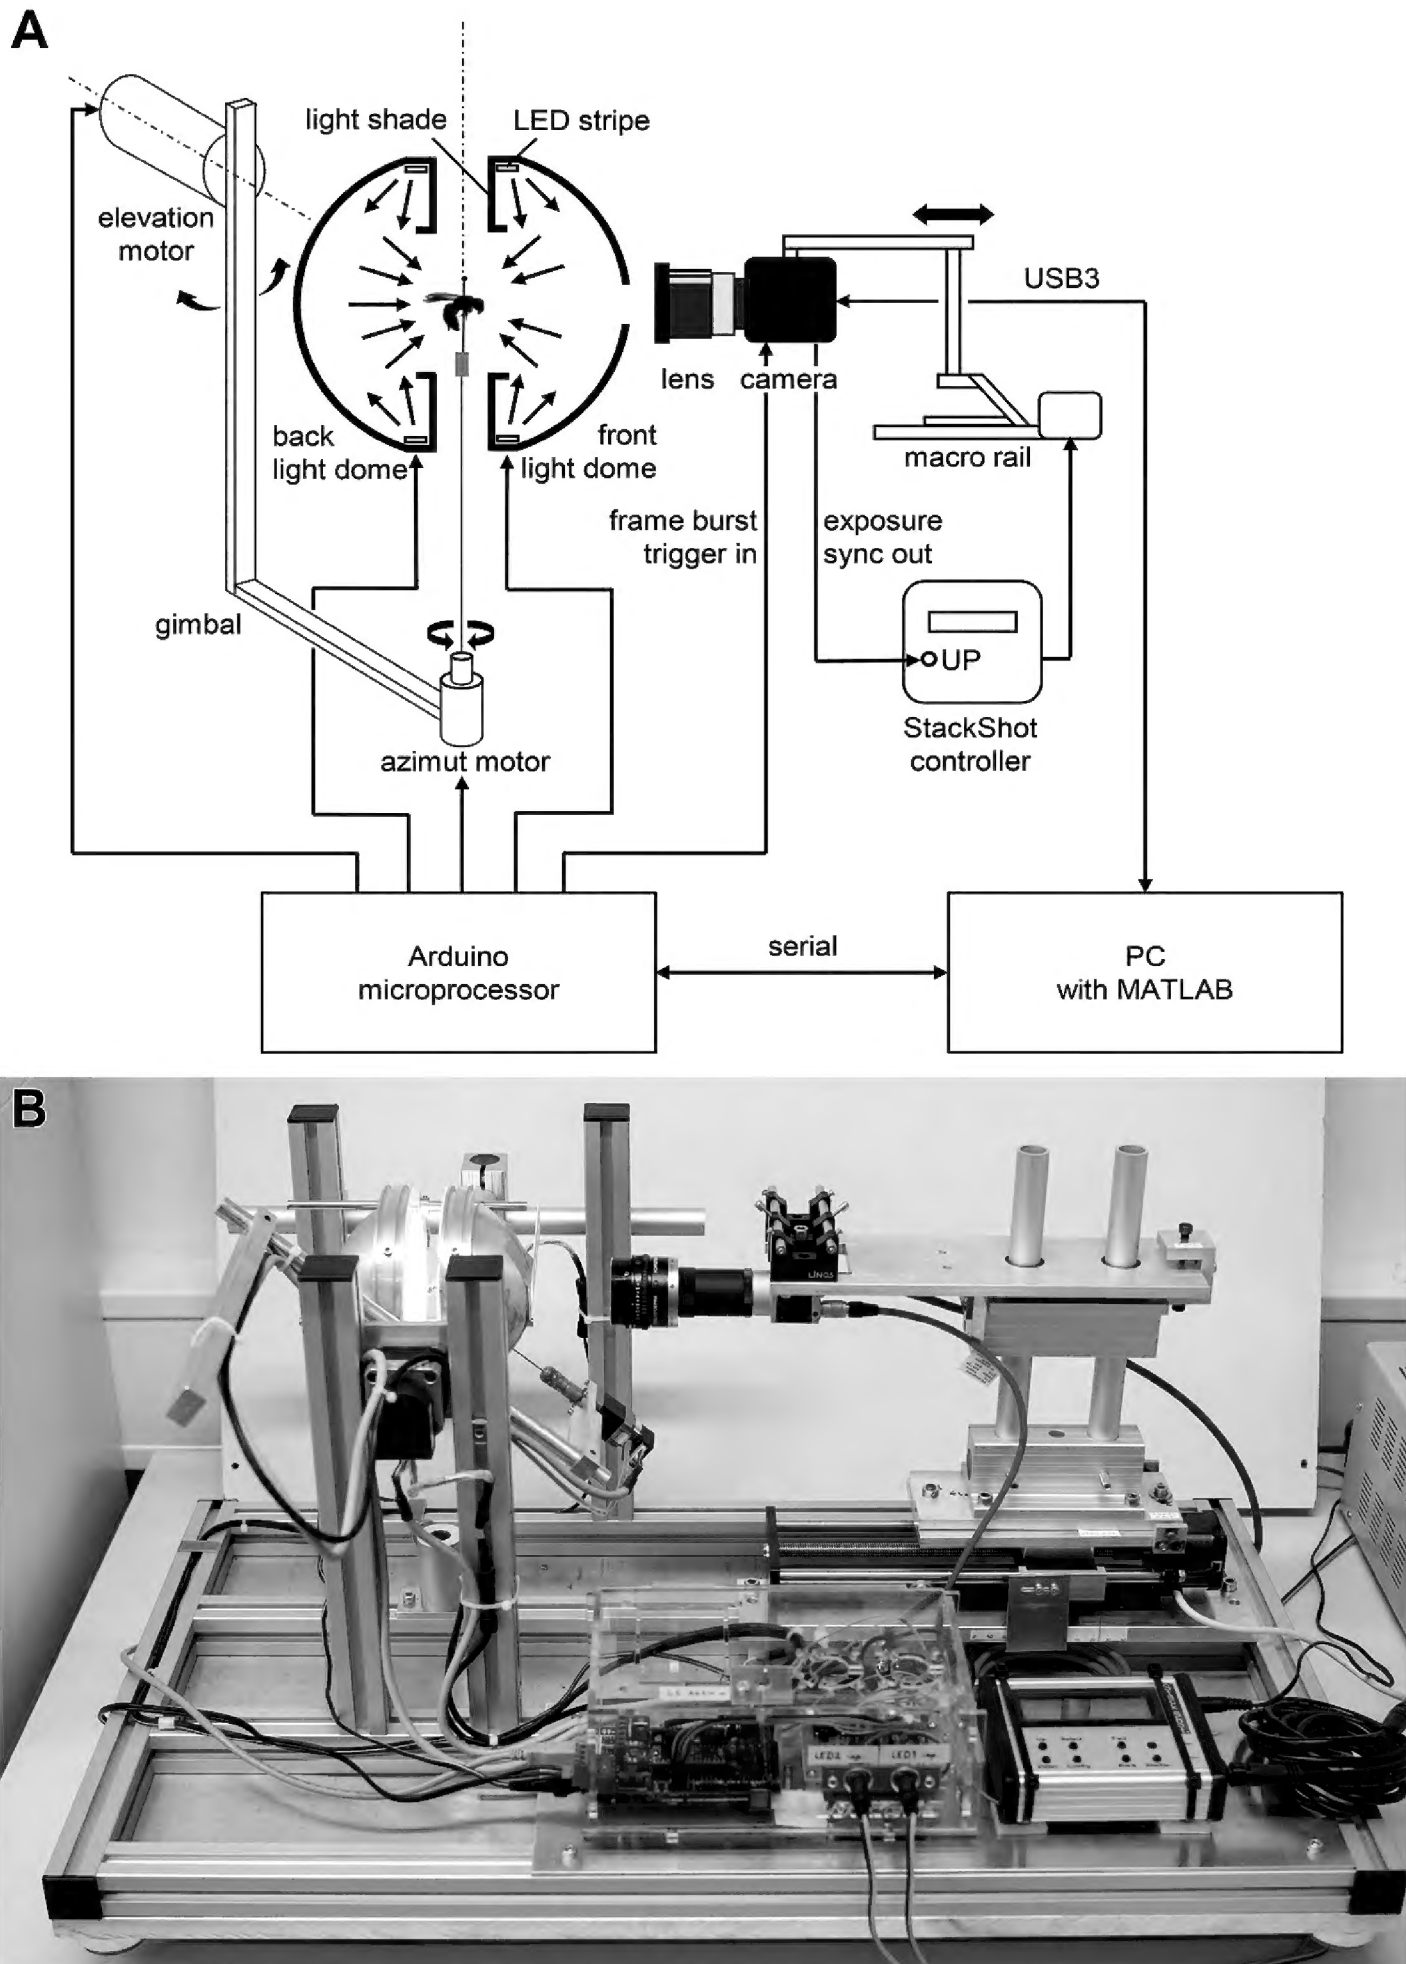 A
light shade
LED stripe
elevation
motor
USB3
lens
camera
back
light dome
front
light dome
macro rail
frame burst
trigger in
exposure
sync out
gimbal
UP
StackShot
controller
azimut motor
Arduino
microprocessor
serial
PC
with MATLAB
B
LINOS
LED2
LED1